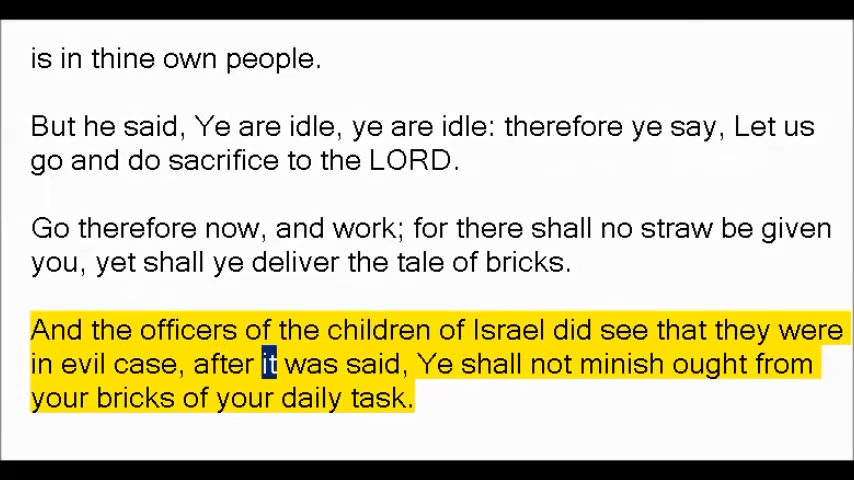 is in thine own people.
But he said, Ye are idle, ye are idle: therefore ye say, Let us
go and do sacrifice to the LORD.
Go therefore now, and work; for there shall no straw be given
you, yet shall ye deliver the tale of bricks.
And the officers of the children of Israel did see that they were
in evil case, after it was said, Ye shall not minish ought from
your bricks of your daily task.